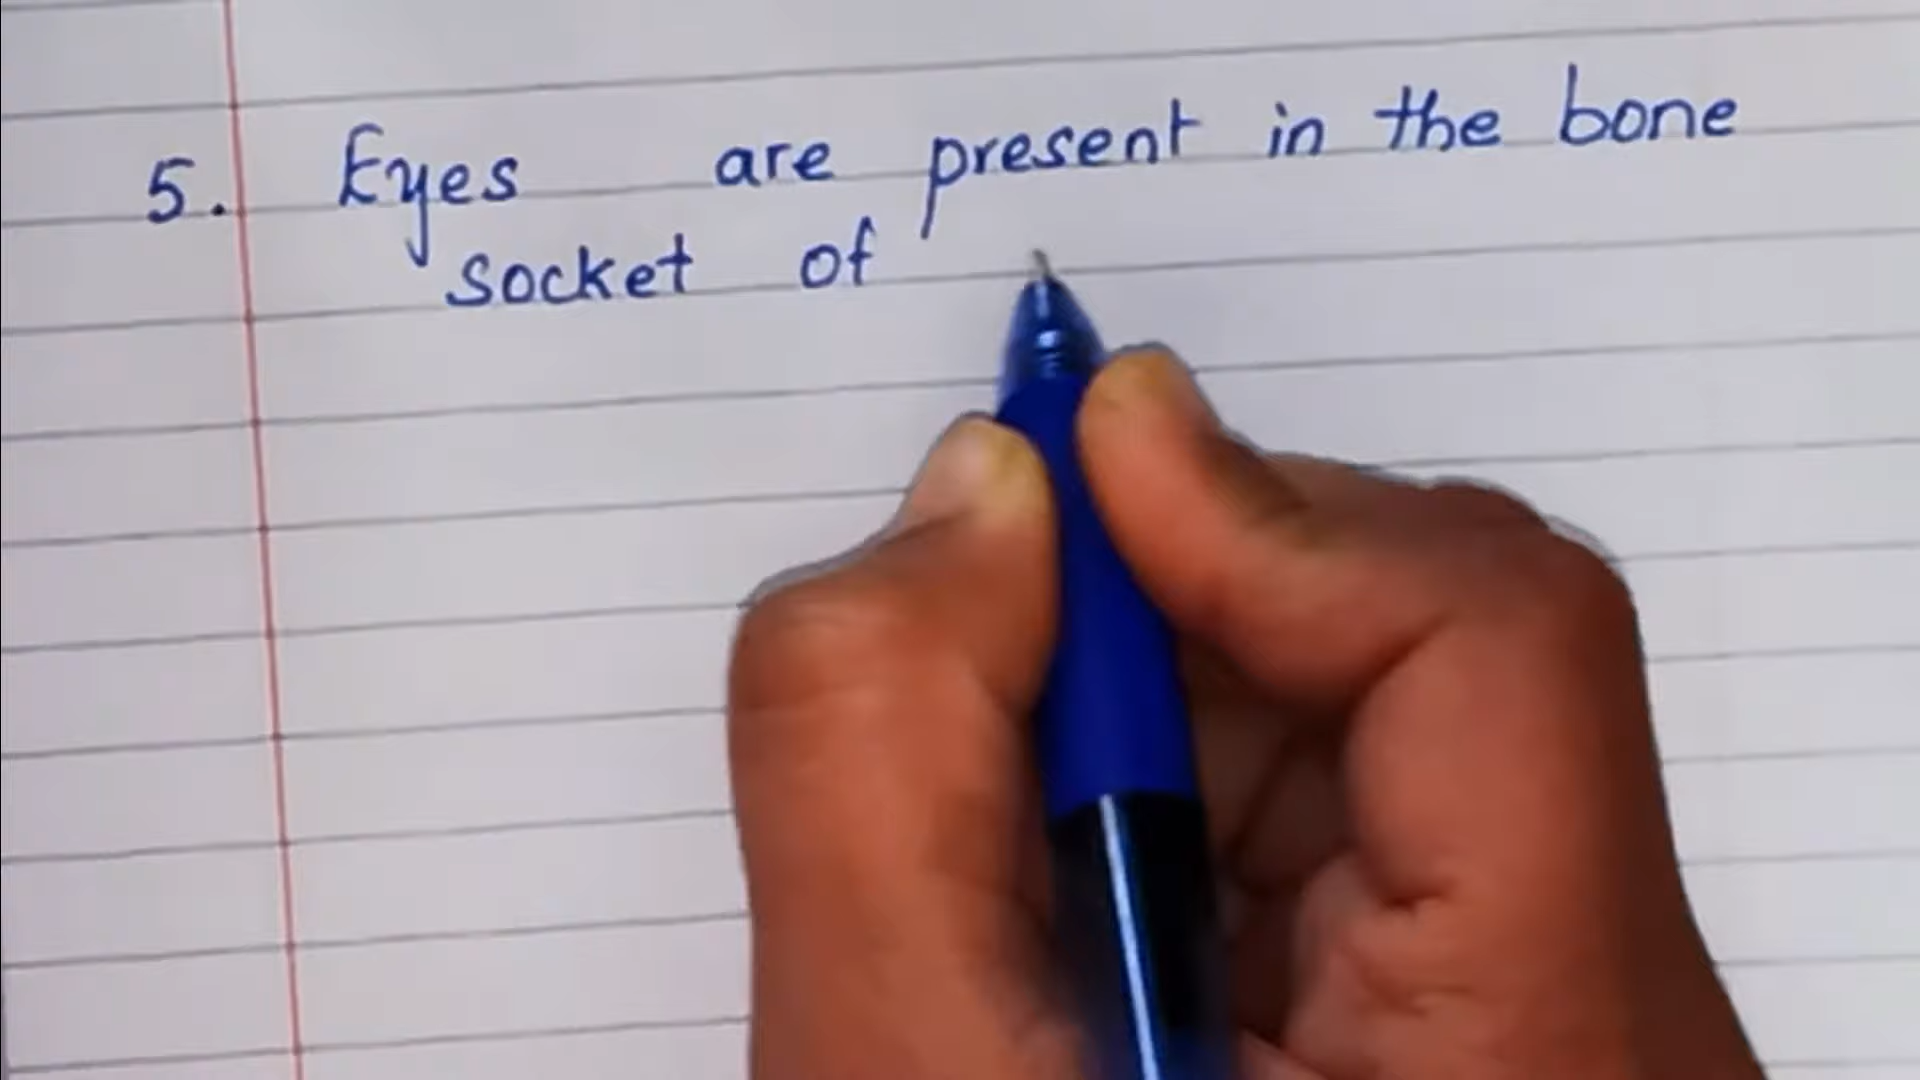 5. Eyes are present in the bone
socket of